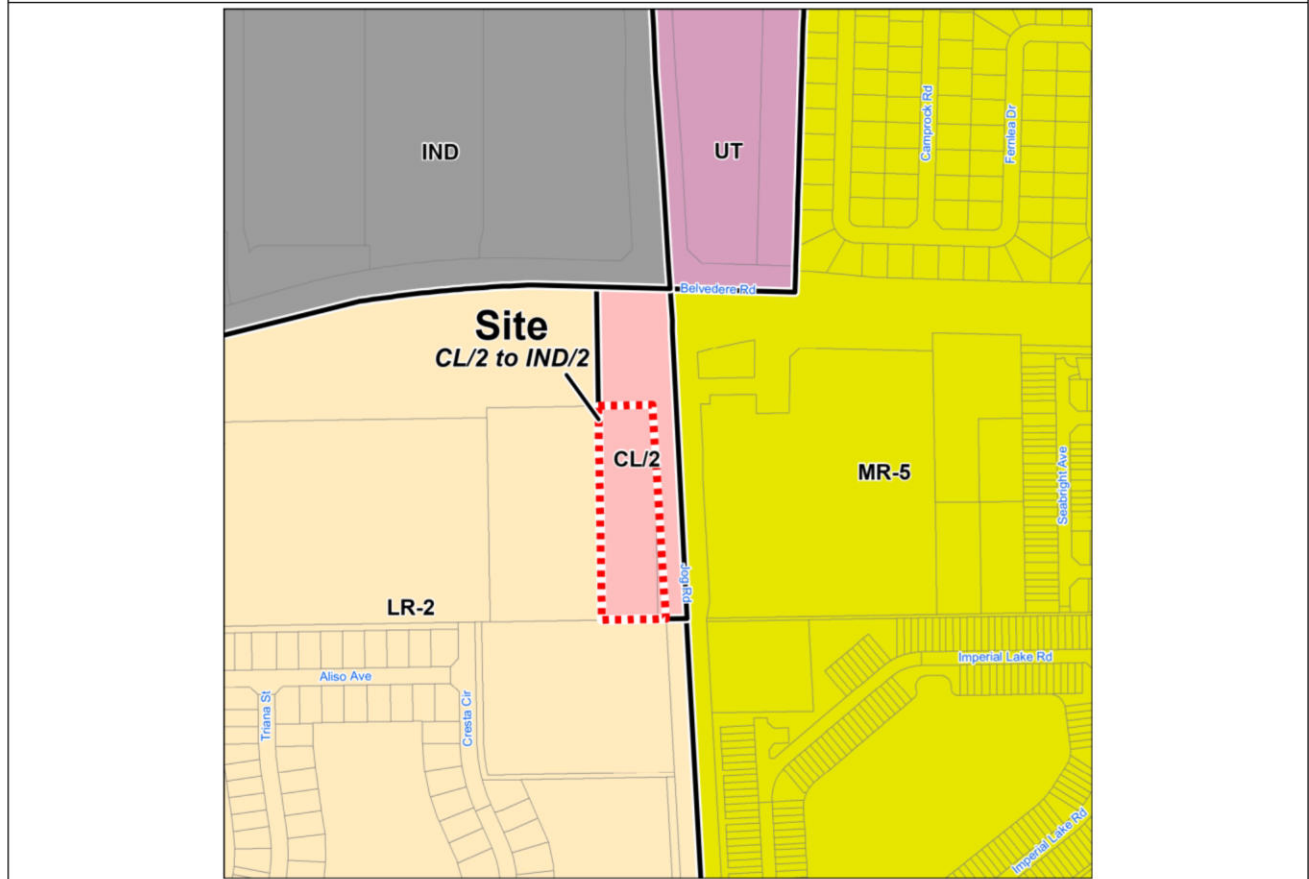 IND
UT
Camprock Rd
Fernlea Dr
Belvedere Rd
Site
CL/2 to IND/2
CL/2
MR-5
Seabright Ave
Jog Rd
LR-2
Imperial Lake Rd
Aliso Ave
Triana St
Cresta Cir
Imperial Lake Rd